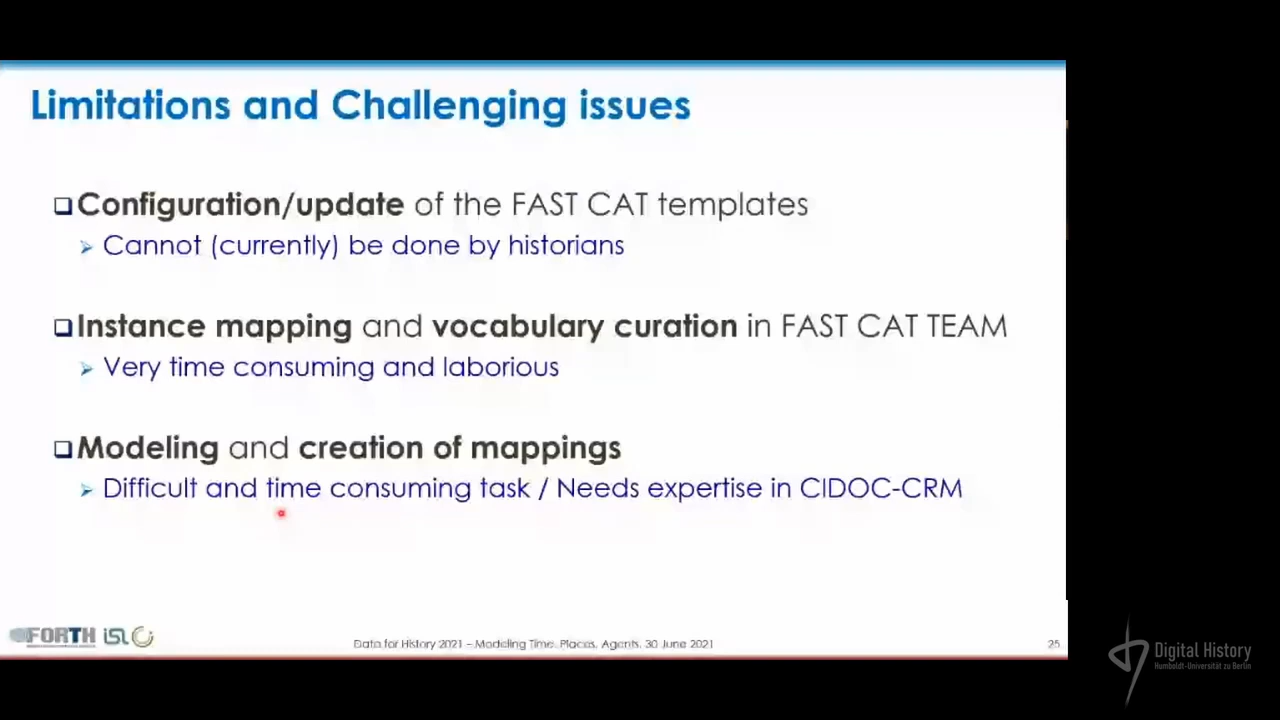 Limitations and Challenging issues
Configuration/update of the FAST CAT templates
Cannot (currently) be done by historians
Instance mapping and vocabulary curation in FAST CAT TEAM
Very time consuming and laborious
Modeling and creation of mappings
Difficult and time consuming task / Needs expertise in CIDOC-CRM
FORTH isl
Data for History 2021 – Modeling Time, Places, Agents, 30 June 2021
25
Digital History
Humboldt-Universität zu Berlin